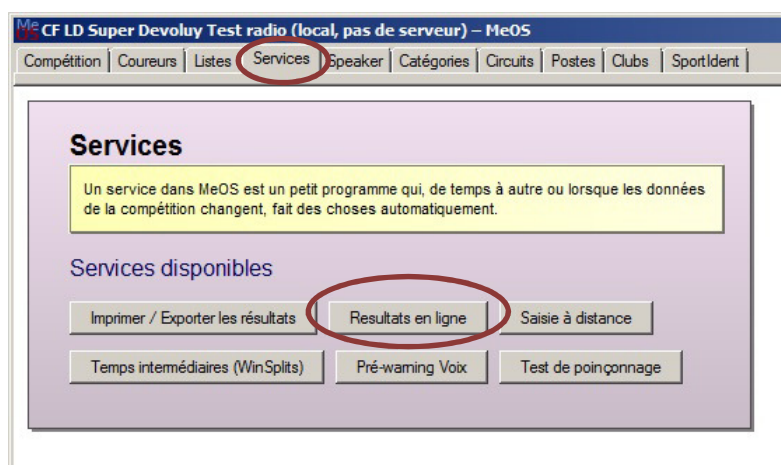 MeOS CF LD Super Devoluy Test radio (local, pas de serveur) – MeOS
Compétition Coureurs Listes Services Speaker Catégories Circuits Postes Clubs SportIdent
Services
Un service dans MeOS est un petit programme qui, de temps à autre ou lorsque les données
de la compétition changent, fait des choses automatiquement.
Services disponibles
Imprimer / Exporter les résultats Resultats en ligne Saisie à distance
Temps intermédiaires (WinSplits) Pré-warning Voix Test de poinçonnage